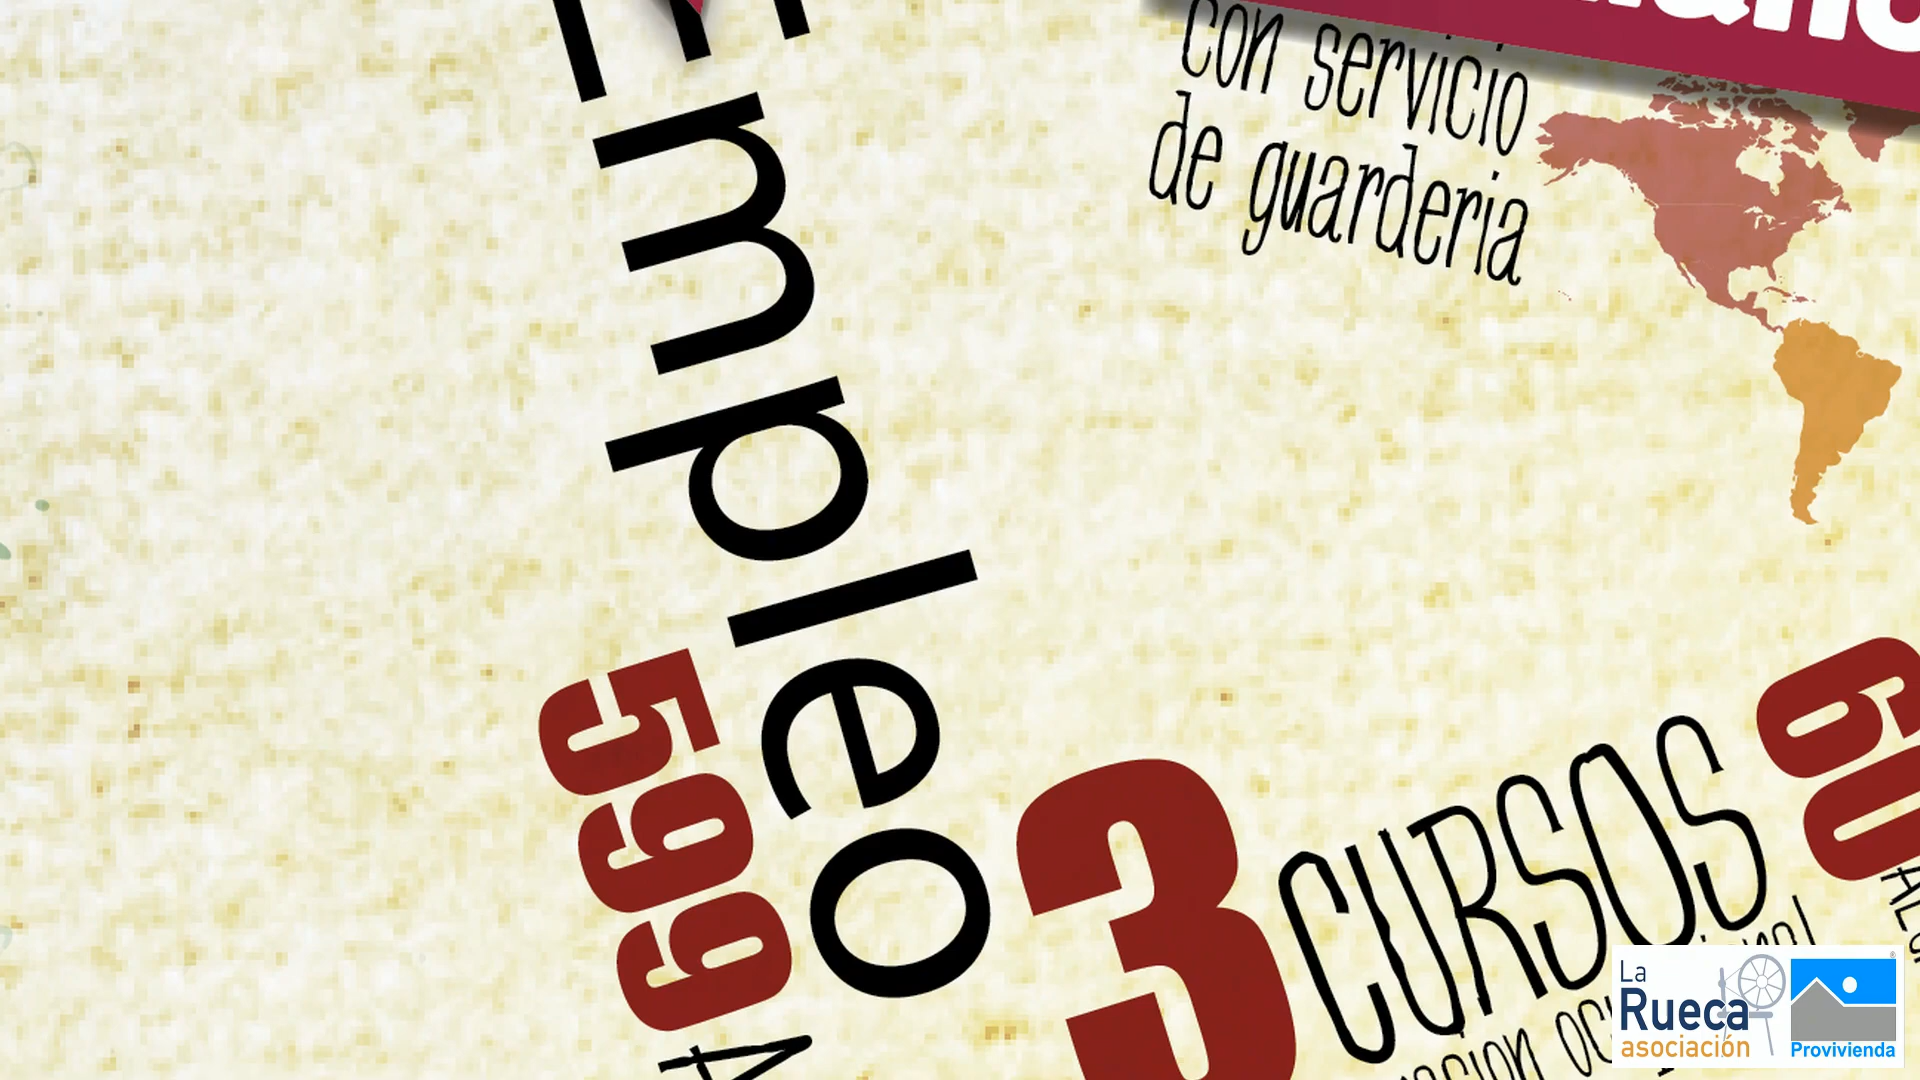 con servicio
de guarderia
Empleo
599
3 CURSOS
60
La
Rueca
asociación
Provivienda